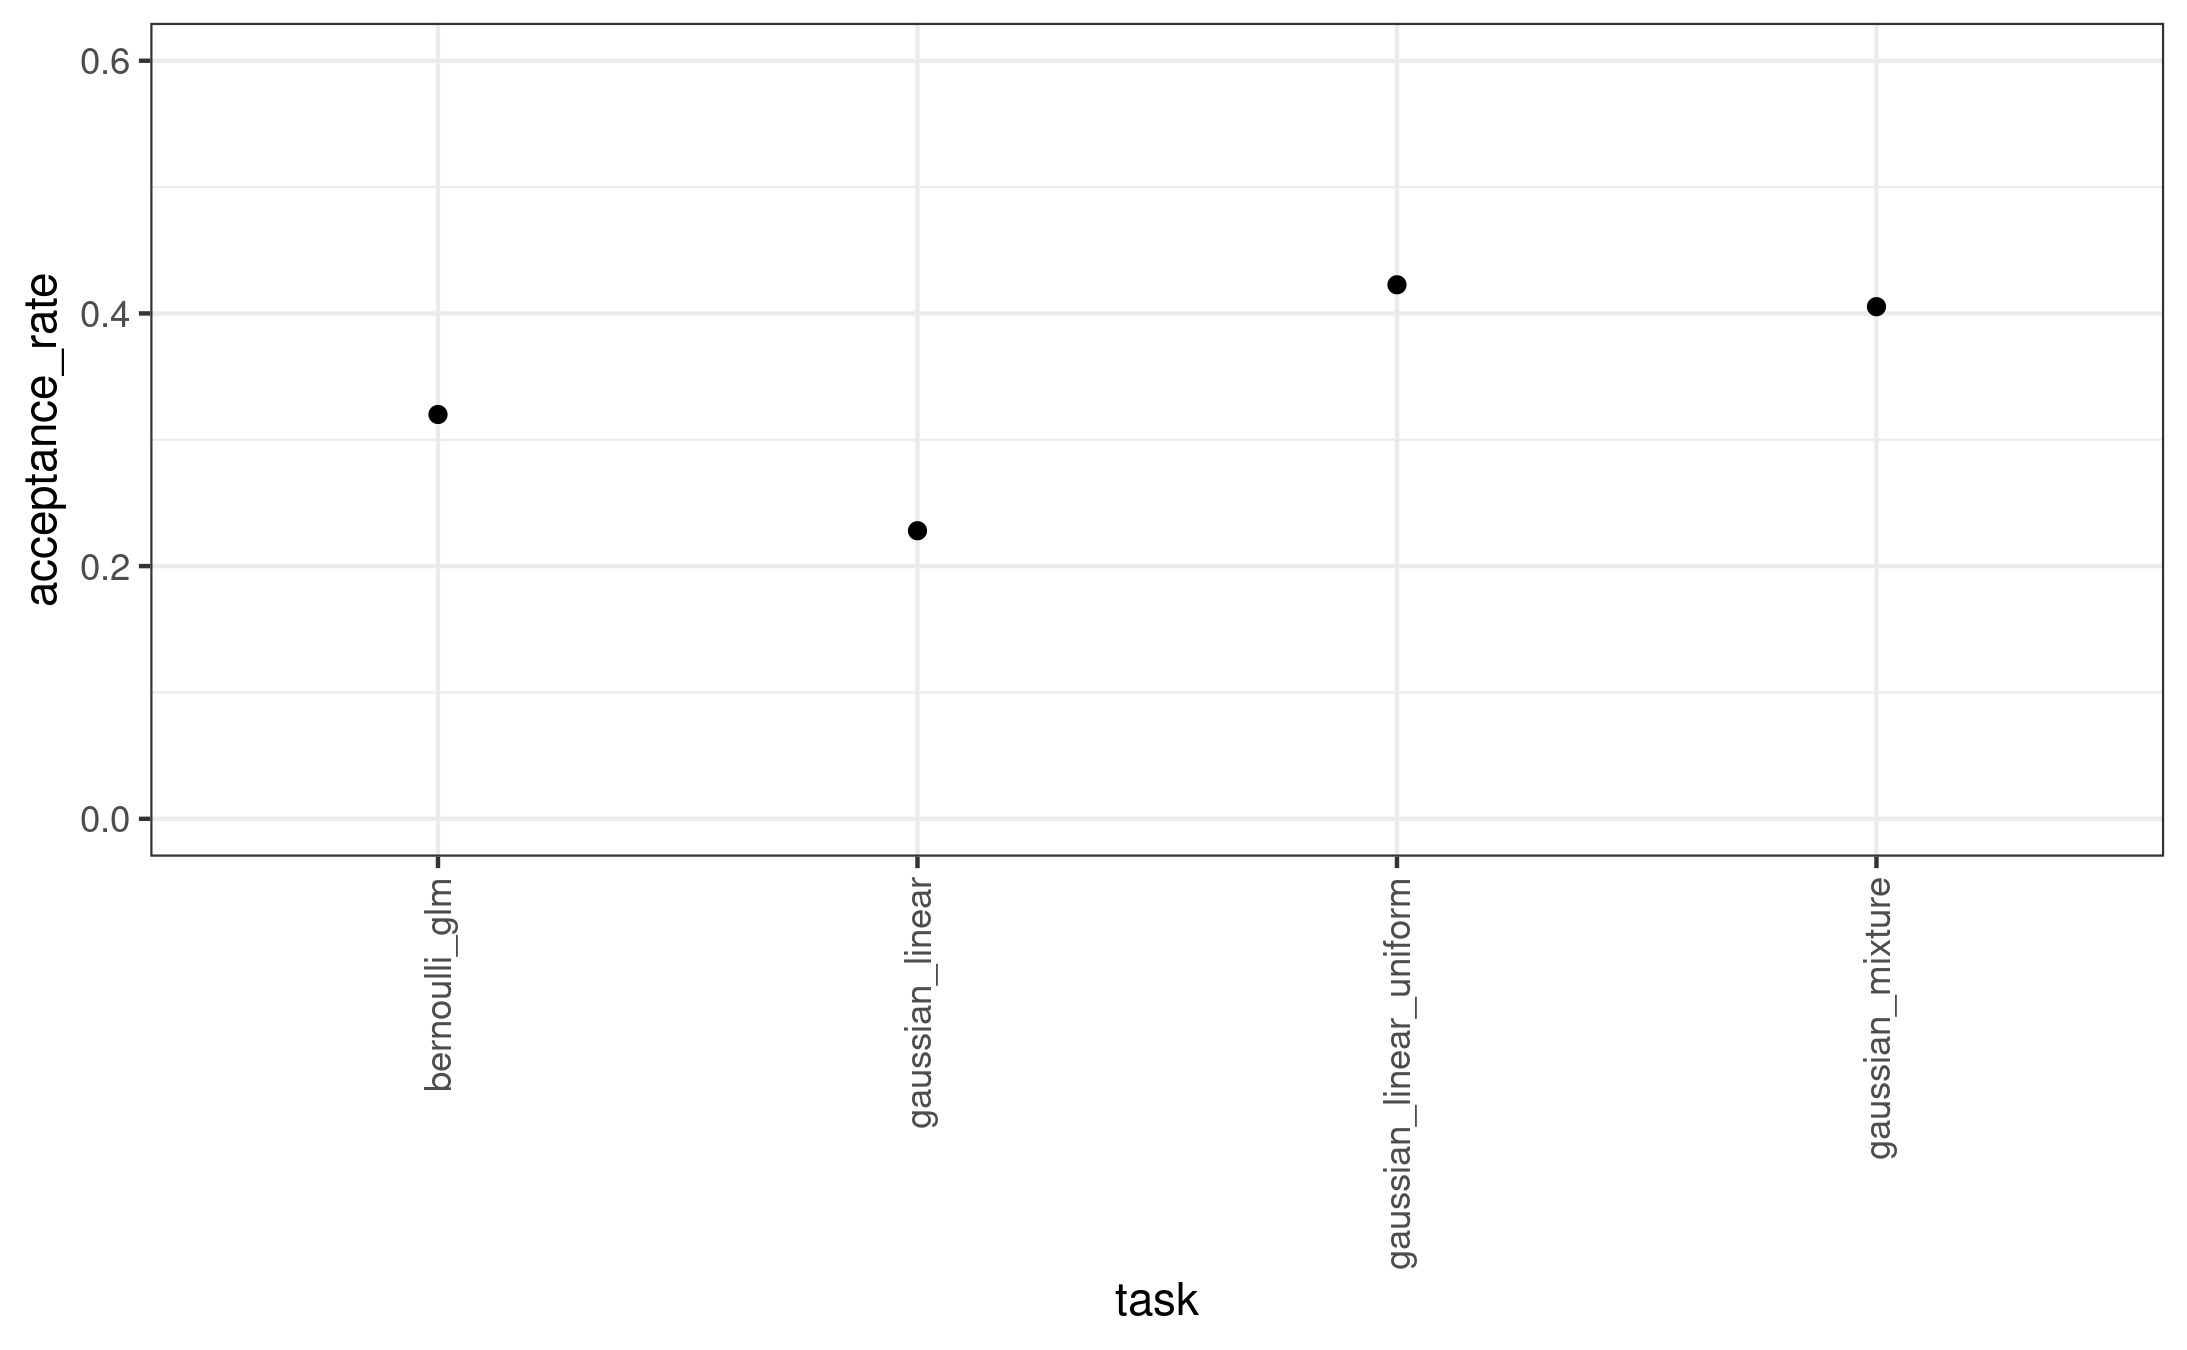 acceptance_rate
0.6
0.4
0.2
0.0
bernoulli_glm
gaussian_linear
gaussian_linear_uniform
gaussian_mixture
task